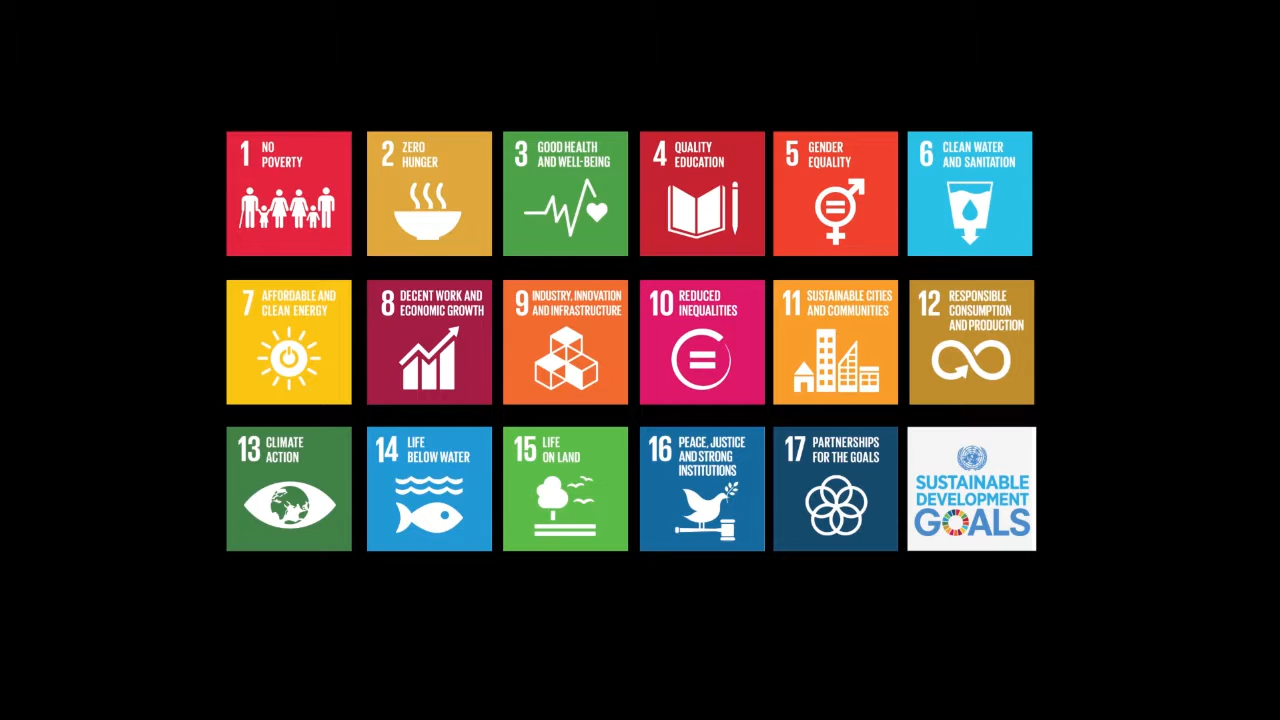 1 NO
POVERTY
2 ZERO
HUNGER
3 GOOD HEALTH
AND WELL-BEING
4 QUALITY
EDUCATION
5 GENDER
EQUALITY
6 CLEAN WATER
AND SANITATION
7 AFFORDABLE AND
CLEAN ENERGY
8 DECENT WORK AND
ECONOMIC GROWTH
9 INDUSTRY, INNOVATION
AND INFRASTRUCTURE
10 REDUCED
INEQUALITIES
11 SUSTAINABLE CITIES
AND COMMUNITIES
12 RESPONSIBLE
CONSUMPTION
AND PRODUCTION
13 CLIMATE
ACTION
14 LIFE
BELOW WATER
15 LIFE
ON LAND
16 PEACE, JUSTICE
AND STRONG
INSTITUTIONS
17 PARTNERSHIPS
FOR THE GOALS
SUSTAINABLE
DEVELOPMENT
GOALS